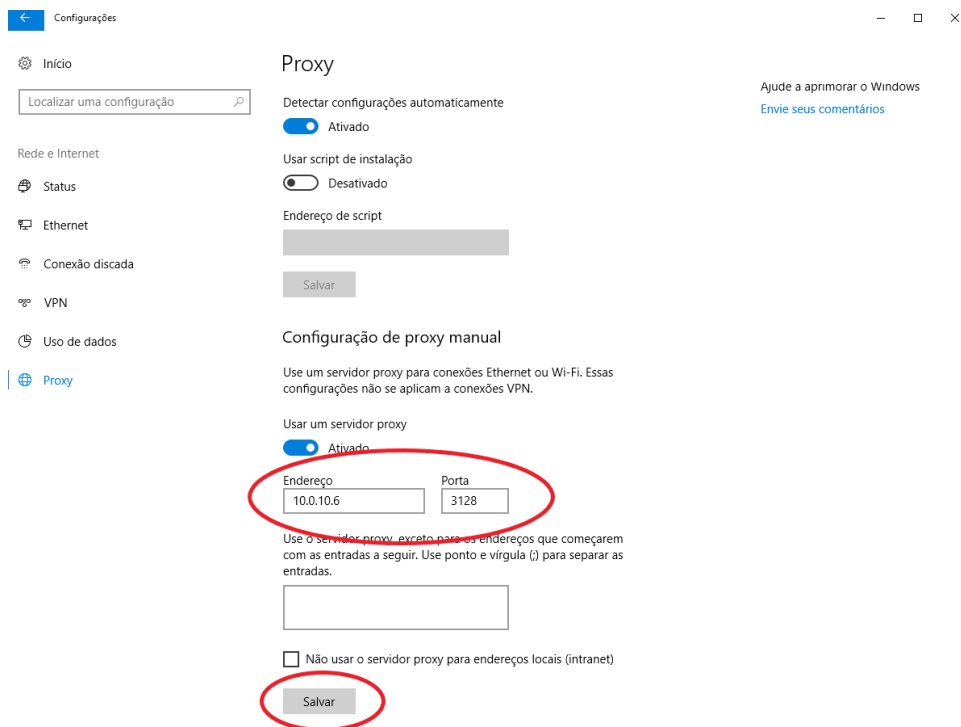 Configurações
Início
Localizar uma configuração
Rede e Internet
Status
Ethernet
Conexão discada
VPN
Uso de dados
Proxy
Proxy
Detectar configurações automaticamente
Ativado
Usar script de instalação
Desativado
Endereço de script
Salvar
Configuração de proxy manual
Use um servidor proxy para conexões Ethernet ou Wi-Fi. Essas
configurações não se aplicam a conexões VPN.
Usar um servidor proxy
Ativado
Endereço Porta
10.0.10.6 3128
Use o servidor proxy, exceto para os endereços que começarem
com as entradas a seguir. Use ponto e vírgula (;) para separar as
entradas.
Não usar o servidor proxy para endereços locais (intranet)
Salvar
Ajude a aprimorar o Windows
Envie seus comentários